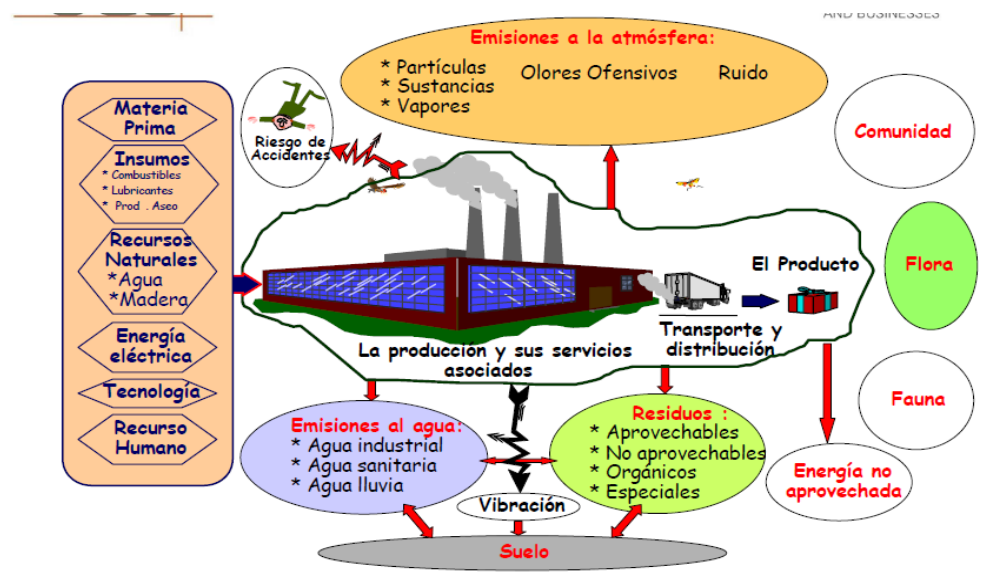 AND BUSINESSES
Emisiones a la atmósfera:
* Partículas
* Sustancias
* Vapores
Olores Ofensivos
Ruido
Materia
Prima
Insumos
* Combustibles
* Lubricantes
* Prod . Aseo
Recursos
Naturales
*Agua
*Madera
Energía
eléctrica
Tecnología
Recurso
Humano
Riesgo de
Accidentes
Comunidad
Flora
Fauna
El Producto
Transporte y
distribución
La producción y sus servicios
asociados
Emisiones al agua:
* Agua industrial
* Agua sanitaria
* Agua lluvia
Residuos :
* Aprovechables
* No aprovechables
* Orgánicos
* Especiales
Energía no
aprovechada
Vibración
Suelo